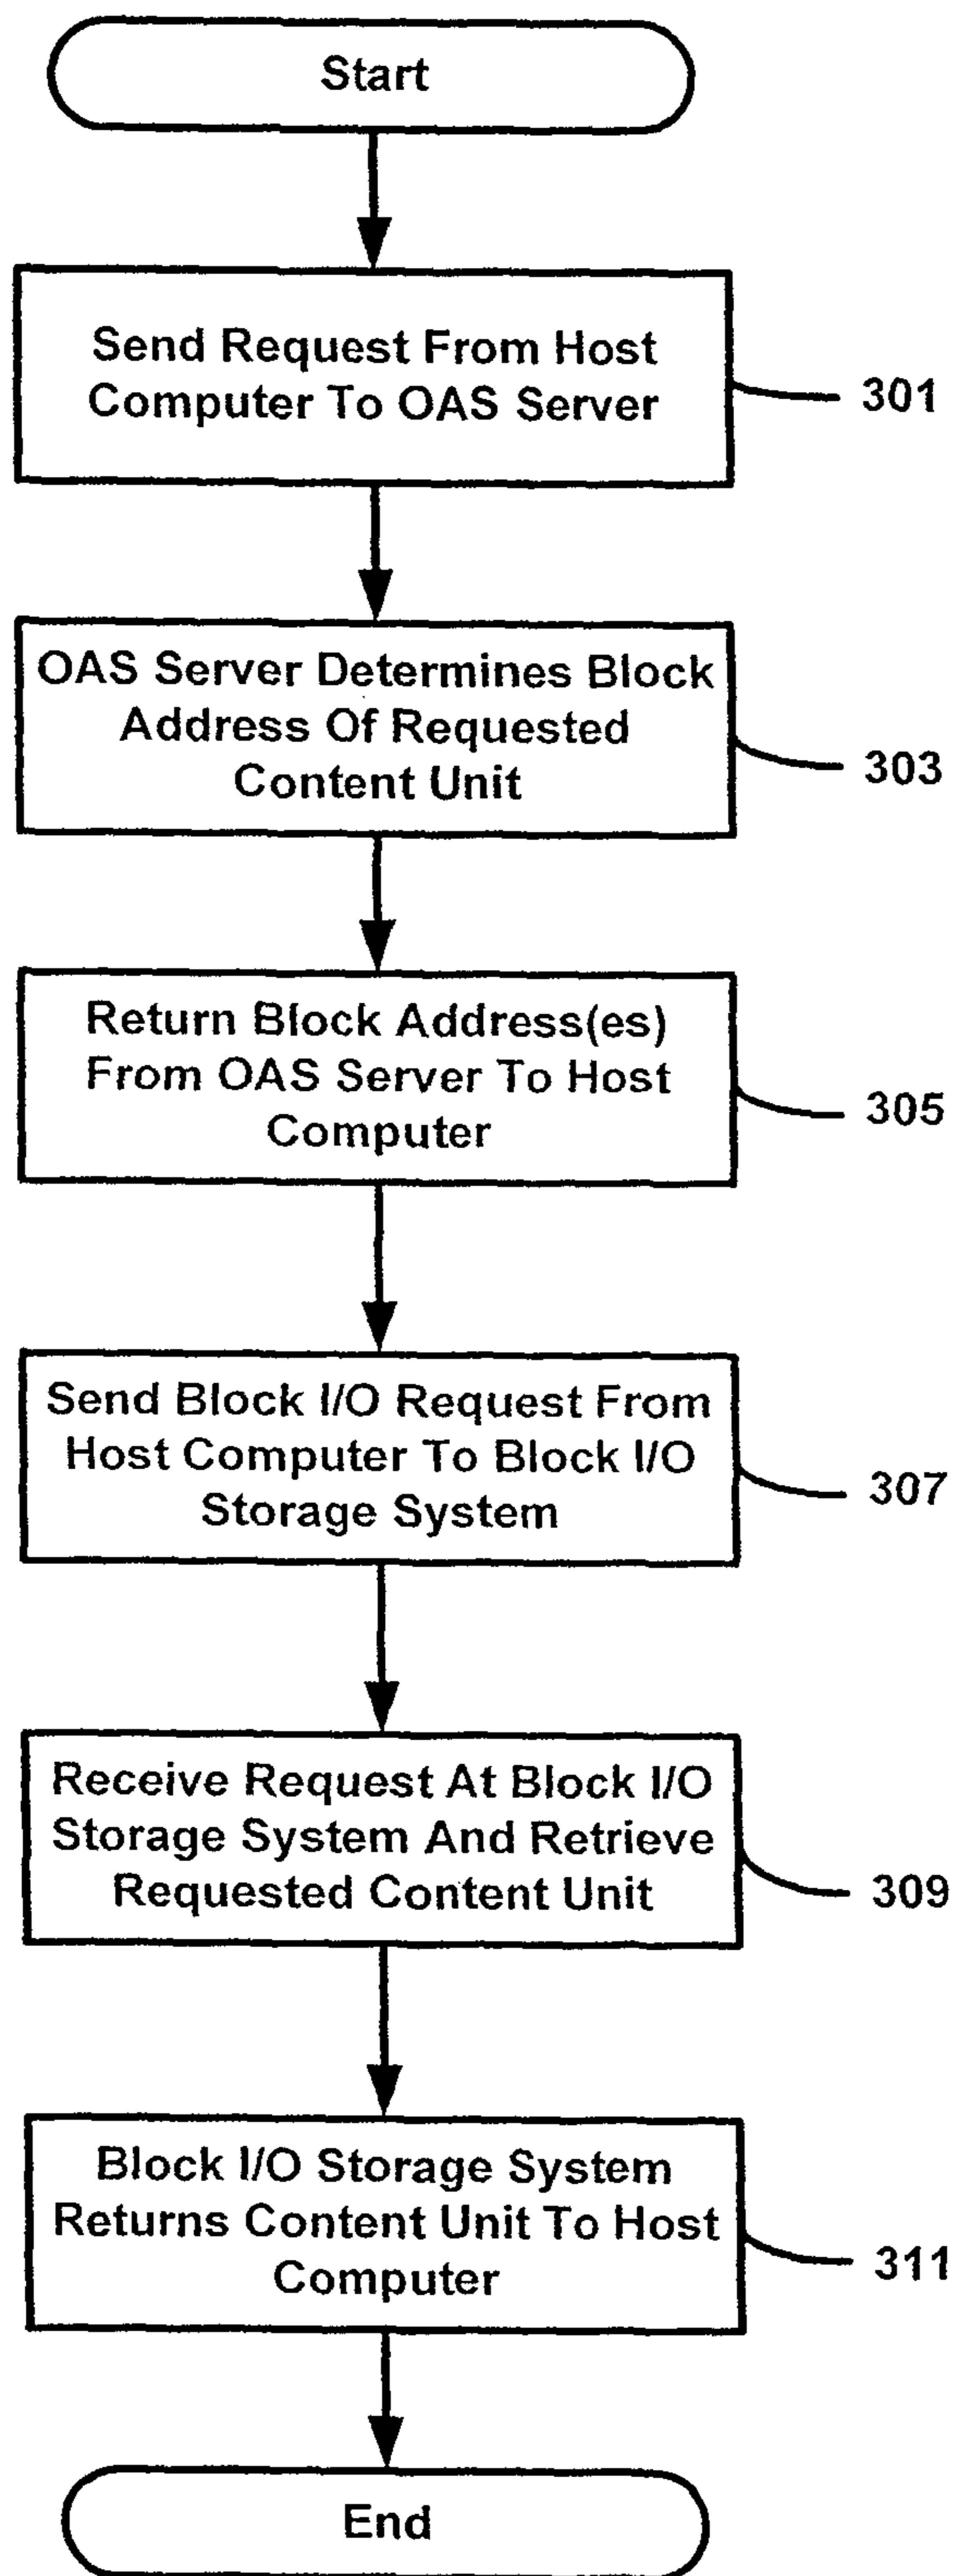 Start
Send Request From Host
Computer To OAS Server
301
OAS Server Determines Block
Address Of Requested
Content Unit
303
Return Block Address(es)
From OAS Server To Host
Computer
305
Send Block I/O Request From
Host Computer To Block I/O
Storage System
307
Receive Request At Block I/O
Storage System And Retrieve
Requested Content Unit
309
Block I/O Storage System
Returns Content Unit To Host
Computer
311
End